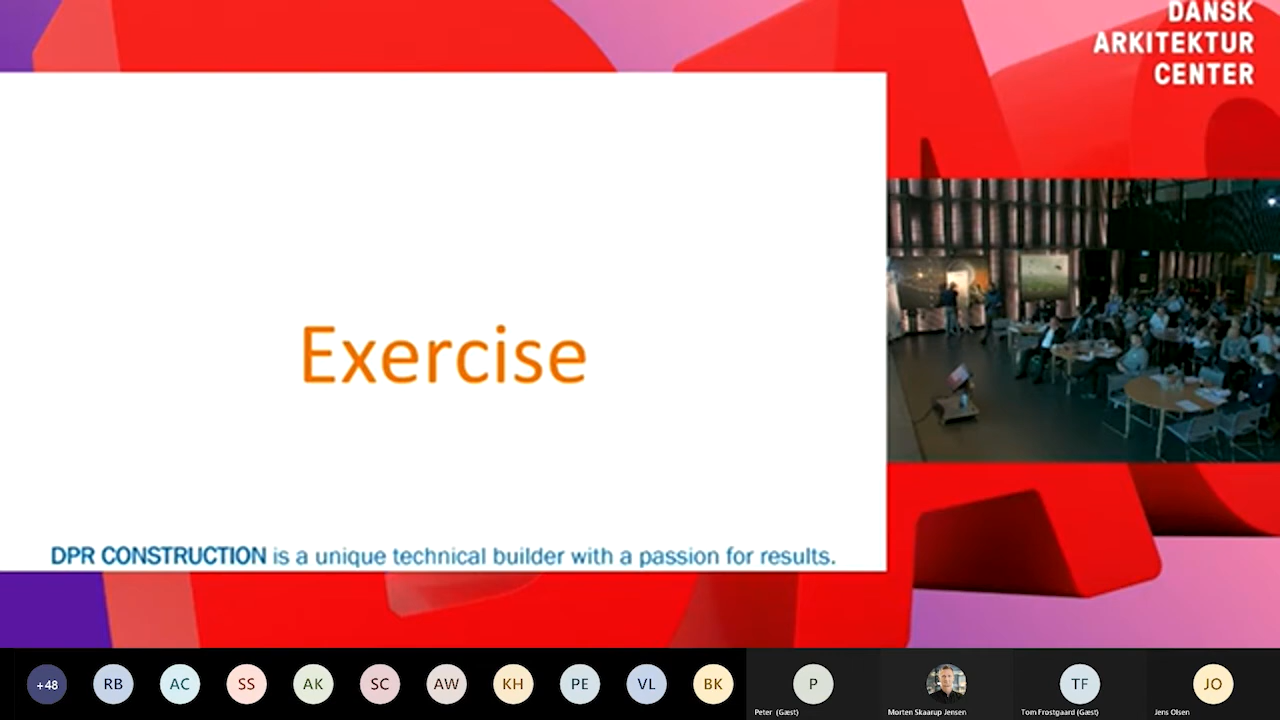 DANSK
ARKITEKTUR
CENTER
Exercise
DPR CONSTRUCTION is a unique technical builder with a passion for results.
+48
RB
AC
SS
AK
SC
AW
KH
PE
VL
BK
P
TF
JO
Peter (Gæst)
Morten Skaarup Jensen
Tom Frostgaard (Gæst)
Jens Olsen